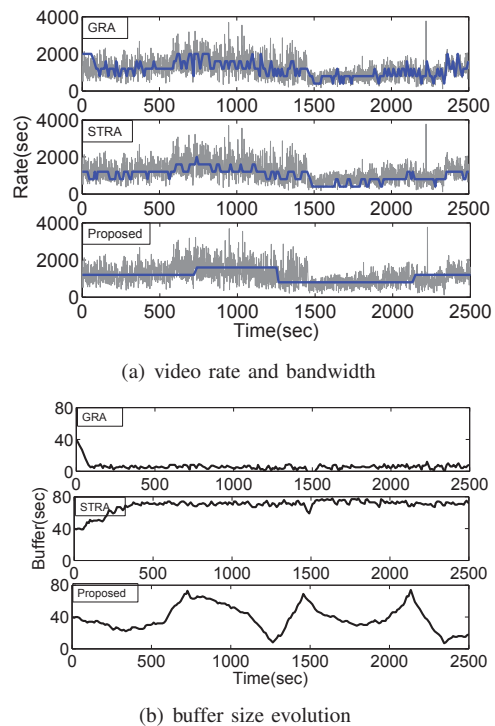 GRA
4000
2000
0
0 500 1000 1500 2000 2500
STRA
4000
2000
0
0 500 1000 1500 2000 2500
Rate(sec)
Proposed
4000
2000
0
0 500 1000 1500 2000 2500
Time(sec)
(a) video rate and bandwidth
GRA
80
40
0
0 500 1000 1500 2000 2500
STRA
80
40
0
0 500 1000 1500 2000 2500
Buffer(sec)
Proposed
80
40
0
0 500 1000 1500 2000 2500
Time(sec)
(b) buffer size evolution